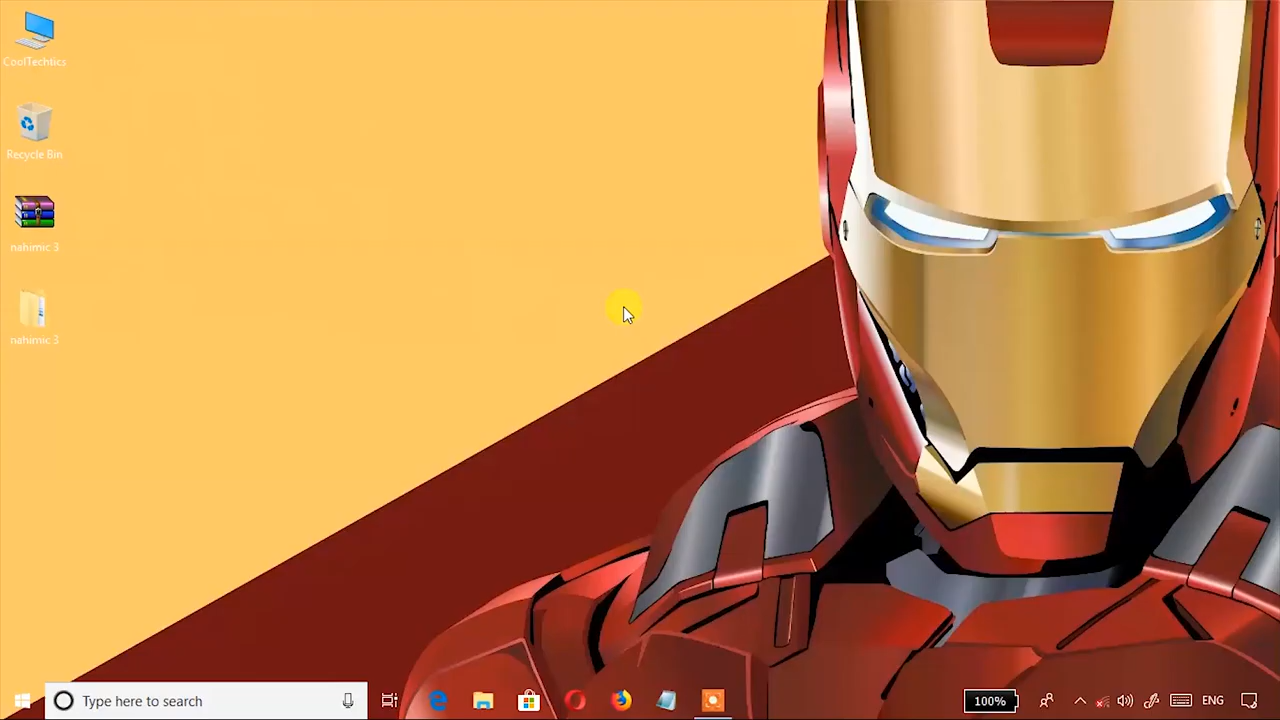 CoolTechtics
Recycle Bin
nahimic 3
nahimic 3
Type here to search
100%
ENG